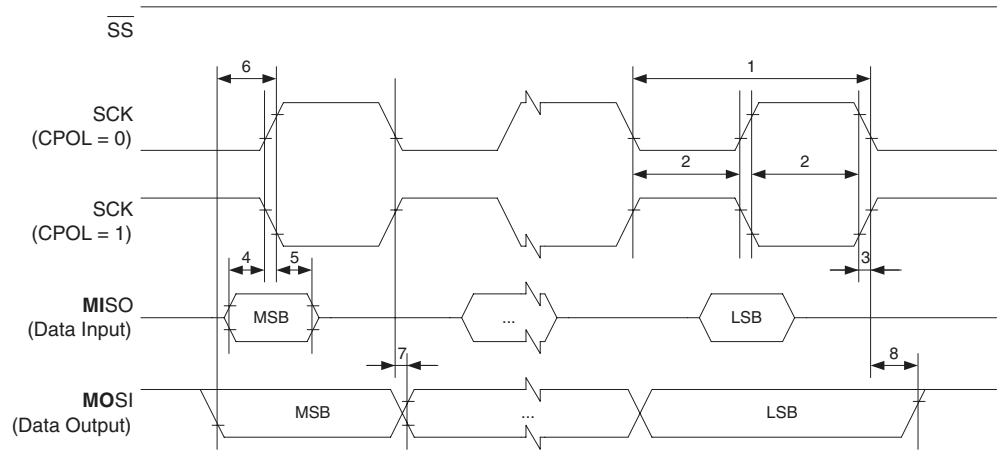 SS
6
1
SCK
(CPOL = 0)
2
2
SCK
(CPOL = 1)
4
5
3
MISO
(Data Input)
MSB
...
LSB
7
8
MOSI
(Data Output)
MSB
...
LSB